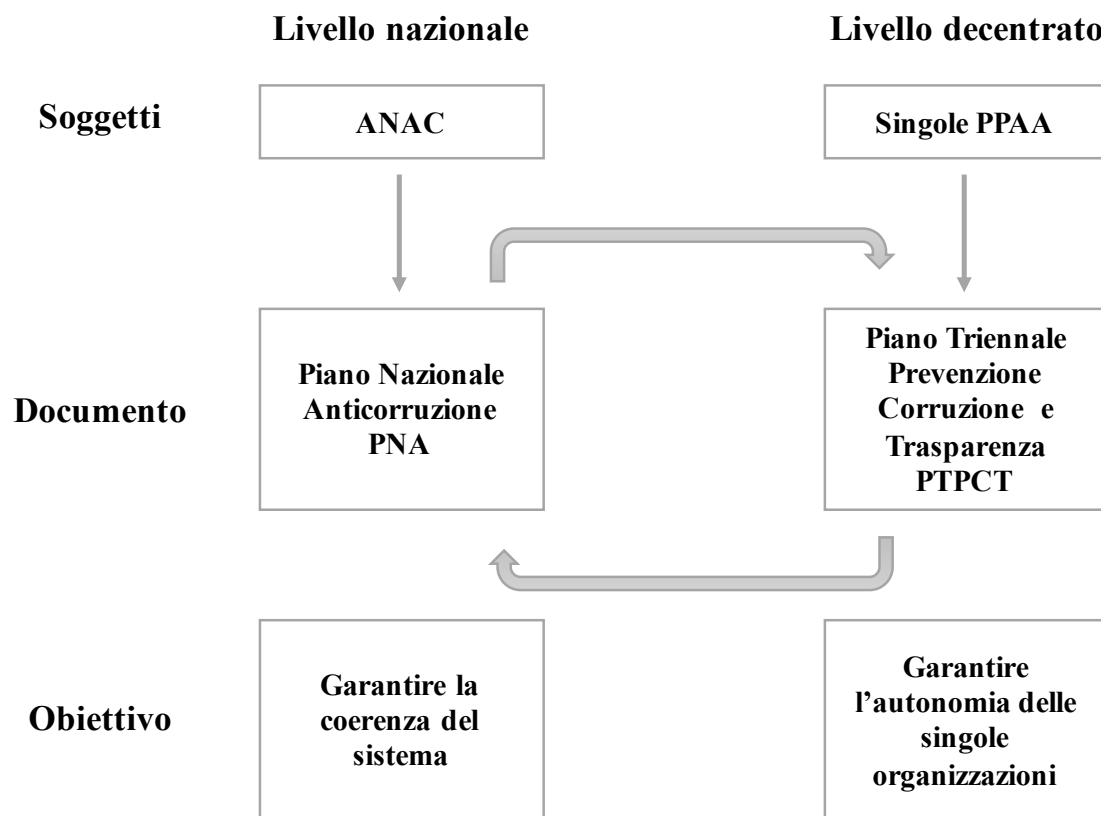 Livello nazionale
Livello decentrato
Soggetti
ANAC
Singole PPAA
Documento
Piano Nazionale
Anticorruzione
PNA
Piano Triennale
Prevenzione
Corruzione e
Trasparenza
PTPCT
Obiettivo
Garantire la
coerenza del
sistema
Garantire
l’autonomia delle
singole
organizzazioni